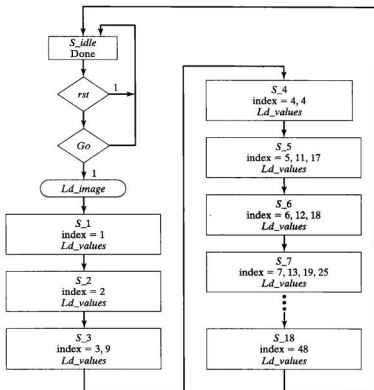 S_idle
Done
rst
1
Go
1
Ld_image
S_1
index = 1
Ld_values
S_2
index = 2
Ld_values
S_3
index = 3, 9
Ld_values
S_4
index = 4, 4
Ld_values
S_5
index = 5, 11, 17
Ld_values
S_6
index = 6, 12, 18
Ld_values
S_7
index = 7, 13, 19, 25
Ld_values
S_18
index = 48
Ld_values